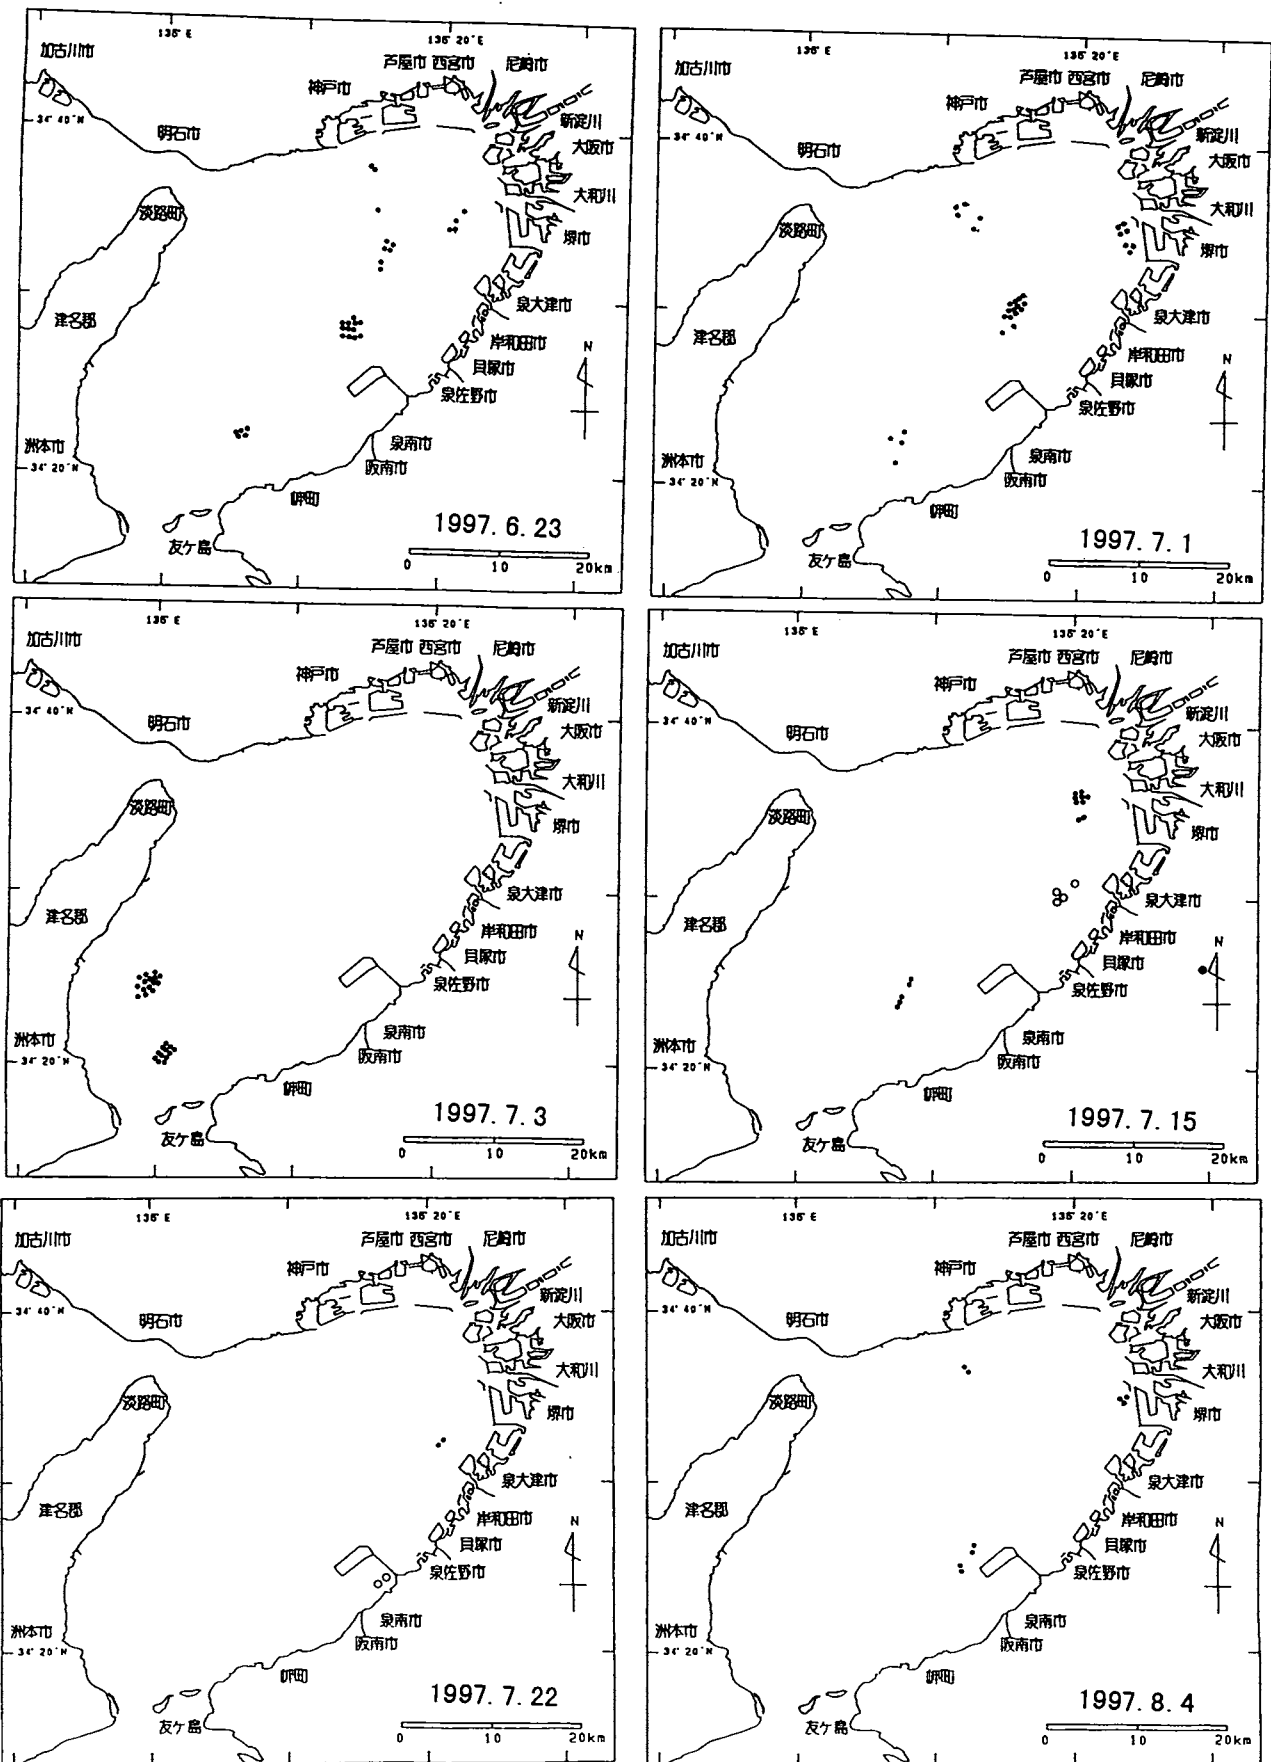 135°E
135°20'E
加古川市
芦屋市 西宮市 尼崎市
神戸市
34°40'N
新淀川
明石市
大阪市
大和川
淡路町
堺市
泉大津市
津名郡
岸和田市
N
貝塚市
泉佐野市
洲本市
泉南市
34°20'N
阪南市
岬町
1997.6.23
友ケ島
0 10 20km
135°E
135°20'E
加古川市
芦屋市 西宮市 尼崎市
神戸市
34°40'N
新淀川
明石市
大阪市
大和川
淡路町
堺市
泉大津市
津名郡
岸和田市
N
貝塚市
泉佐野市
洲本市
泉南市
34°20'N
阪南市
岬町
1997.7.1
友ケ島
0 10 20km
135°E
135°20'E
加古川市
芦屋市 西宮市 尼崎市
神戸市
34°40'N
新淀川
明石市
大阪市
大和川
淡路町
堺市
泉大津市
津名郡
岸和田市
N
貝塚市
泉佐野市
洲本市
泉南市
34°20'N
阪南市
岬町
1997.7.3
友ケ島
0 10 20km
135°E
135°20'E
加古川市
芦屋市 西宮市 尼崎市
神戸市
34°40'N
新淀川
明石市
大阪市
大和川
淡路町
堺市
泉大津市
津名郡
岸和田市
N
貝塚市
泉佐野市
洲本市
泉南市
34°20'N
阪南市
岬町
1997.7.15
友ケ島
0 10 20km
135°E
135°20'E
加古川市
芦屋市 西宮市 尼崎市
神戸市
34°40'N
新淀川
明石市
大阪市
大和川
淡路町
堺市
泉大津市
津名郡
岸和田市
N
貝塚市
泉佐野市
洲本市
泉南市
34°20'N
阪南市
岬町
1997.7.22
友ケ島
0 10 20km
135°E
135°20'E
加古川市
芦屋市 西宮市 尼崎市
神戸市
34°40'N
新淀川
明石市
大阪市
大和川
淡路町
堺市
泉大津市
津名郡
岸和田市
N
貝塚市
泉佐野市
洲本市
泉南市
34°20'N
阪南市
岬町
1997.8.4
友ケ島
0 10 20km